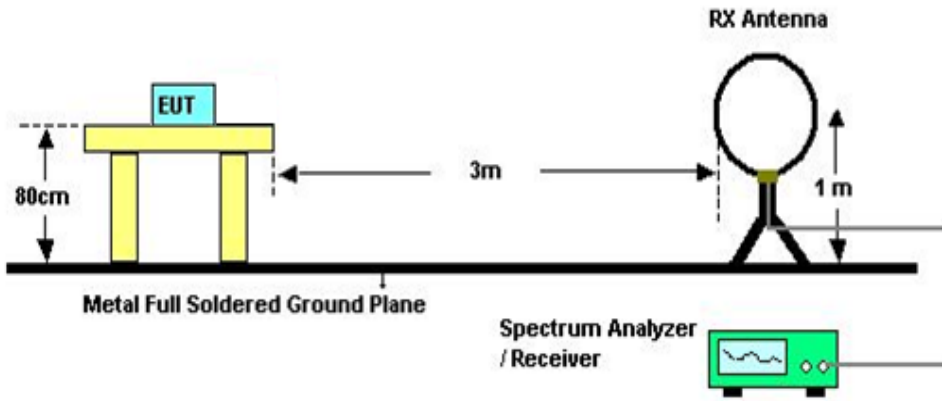 RX Antenna
EUT
80cm
3m
1 m
Metal Full Soldered Ground Plane
Spectrum Analyzer
/ Receiver